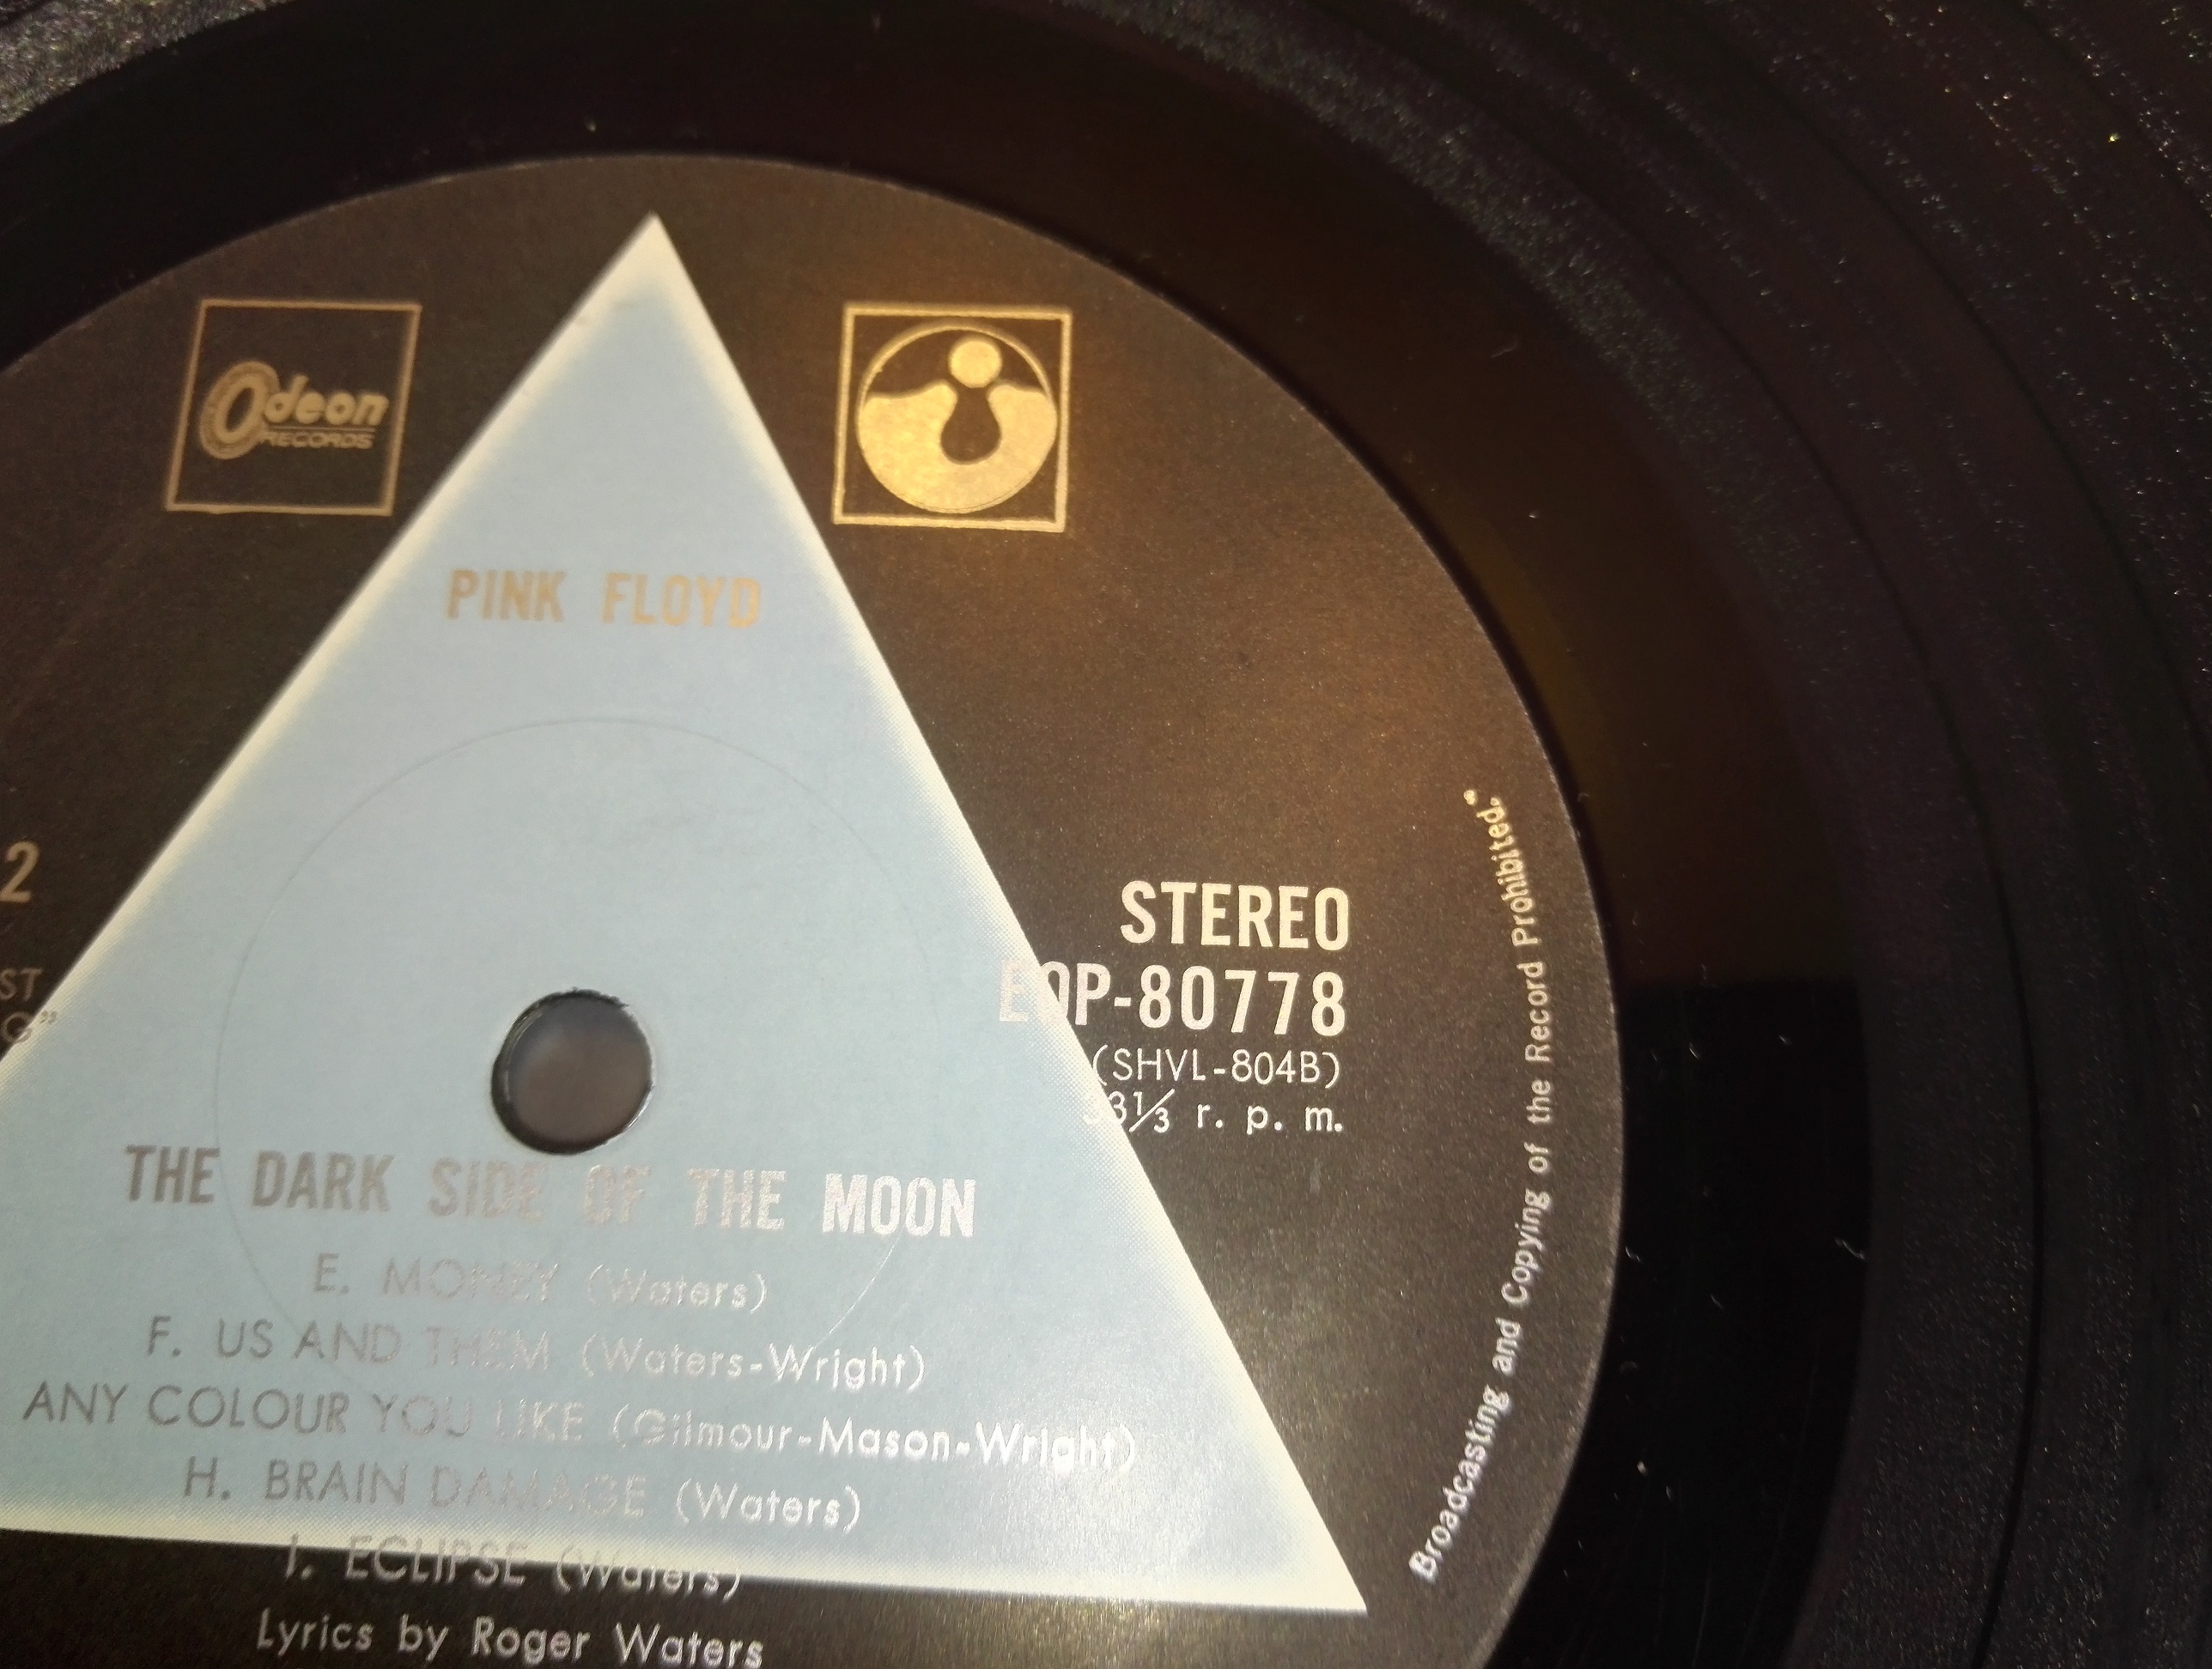 Odeon
RECORDS
PINK FLOYD
2
ST
G”
STEREO
EOP-80778
(SHVL-804B)
33⅓ r. p. m.
THE DARK SIDE OF THE MOON
E. MONEY (Waters)
F. US AND THEM (Waters-Wright)
ANY COLOUR YOU LIKE (Gilmour-Mason-Wright)
H. BRAIN DAMAGE (Waters)
I. ECLIPSE (Waters)
Lyrics by Roger Waters
Broadcasting and Copying of the Record Prohibited.